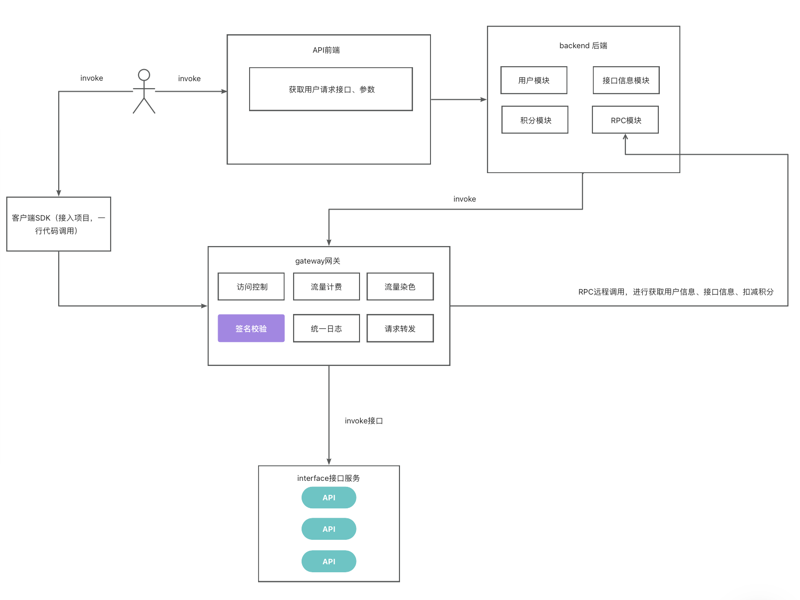 invoke
invoke
API前端
获取用户请求接口、参数
backend 后端
用户模块
接口信息模块
积分模块
RPC模块
invoke
客户端SDK（接入项目，一
行代码调用）
gateway网关
访问控制
流量计费
流量染色
签名校验
统一日志
请求转发
RPC远程调用，进行获取用户信息、接口信息、扣减积分
invoke接口
interface接口服务
API
API
API